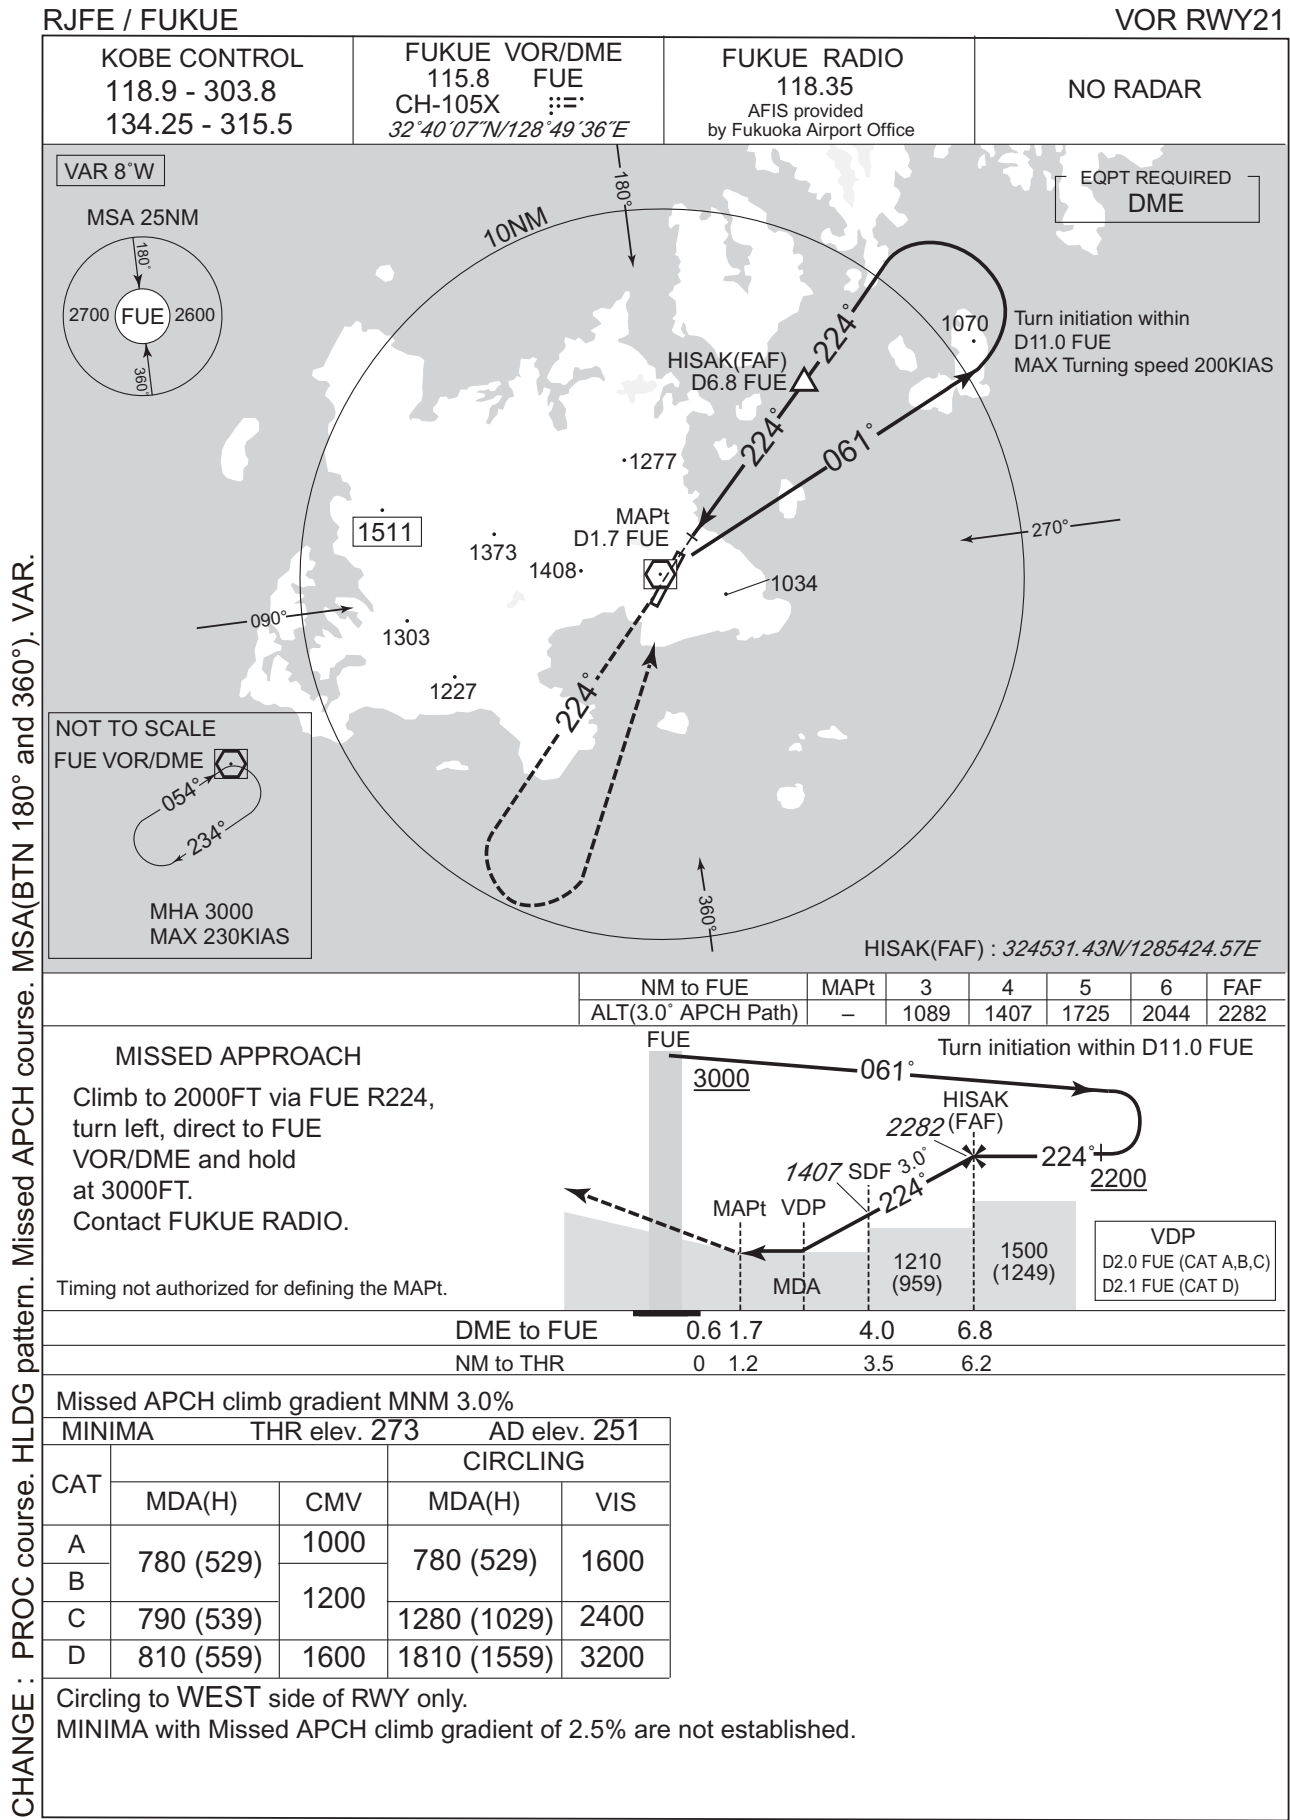 RJFE / FUKUE
VOR RWY21
KOBE CONTROL
118.9 - 303.8
134.25 - 315.5
FUKUE VOR/DME
115.8 FUE
CH-105X
32°40´07˝N/128°49´36˝E
FUKUE RADIO
118.35
AFIS provided
by Fukuoka Airport Office
NO RADAR
VAR 8°W
MSA 25NM
180°
2700
FUE
2600
360°
10NM
180°
EQPT REQUIRED
DME
224°
1070
Turn initiation within
D11.0 FUE
MAX Turning speed 200KIAS
HISAK(FAF)
D6.8 FUE
224°
061°
1277
MAPt
D1.7 FUE
1511
1373
1408
1034
270°
090°
1303
1227
224°
NOT TO SCALE
FUE VOR/DME
054°
234°
MHA 3000
MAX 230KIAS
360°
HISAK(FAF) : 324531.43N/1285424.57E
NM to FUE MAPt 3 4 5 6 FAF
ALT(3.0° APCH Path) – 1089 1407 1725 2044 2282
MISSED APPROACH
Climb to 2000FT via FUE R224,
turn left, direct to FUE
VOR/DME and hold
at 3000FT.
Contact FUKUE RADIO.
Timing not authorized for defining the MAPt.
FUE
Turn initiation within D11.0 FUE
3000
061°
HISAK
(FAF)
2282
224°
2200
1407 SDF 3.0°
224°
MAPt VDP
MDA
1210
(959)
1500
(1249)
VDP
D2.0 FUE (CAT A,B,C)
D2.1 FUE (CAT D)
DME to FUE 0.6 1.7 4.0 6.8
NM to THR 0 1.2 3.5 6.2
Missed APCH climb gradient MNM 3.0%
MINIMA THR elev. 273 AD elev. 251
CAT
CIRCLING
MDA(H) CMV MDA(H) VIS
A 780 (529) 1000 780 (529) 1600
B 1200
C 790 (539) 1280 (1029) 2400
D 810 (559) 1600 1810 (1559) 3200
Circling to WEST side of RWY only.
MINIMA with Missed APCH climb gradient of 2.5% are not established.
CHANGE : PROC course. HLDG pattern. Missed APCH course. MSA(BTN 180° and 360°). VAR.